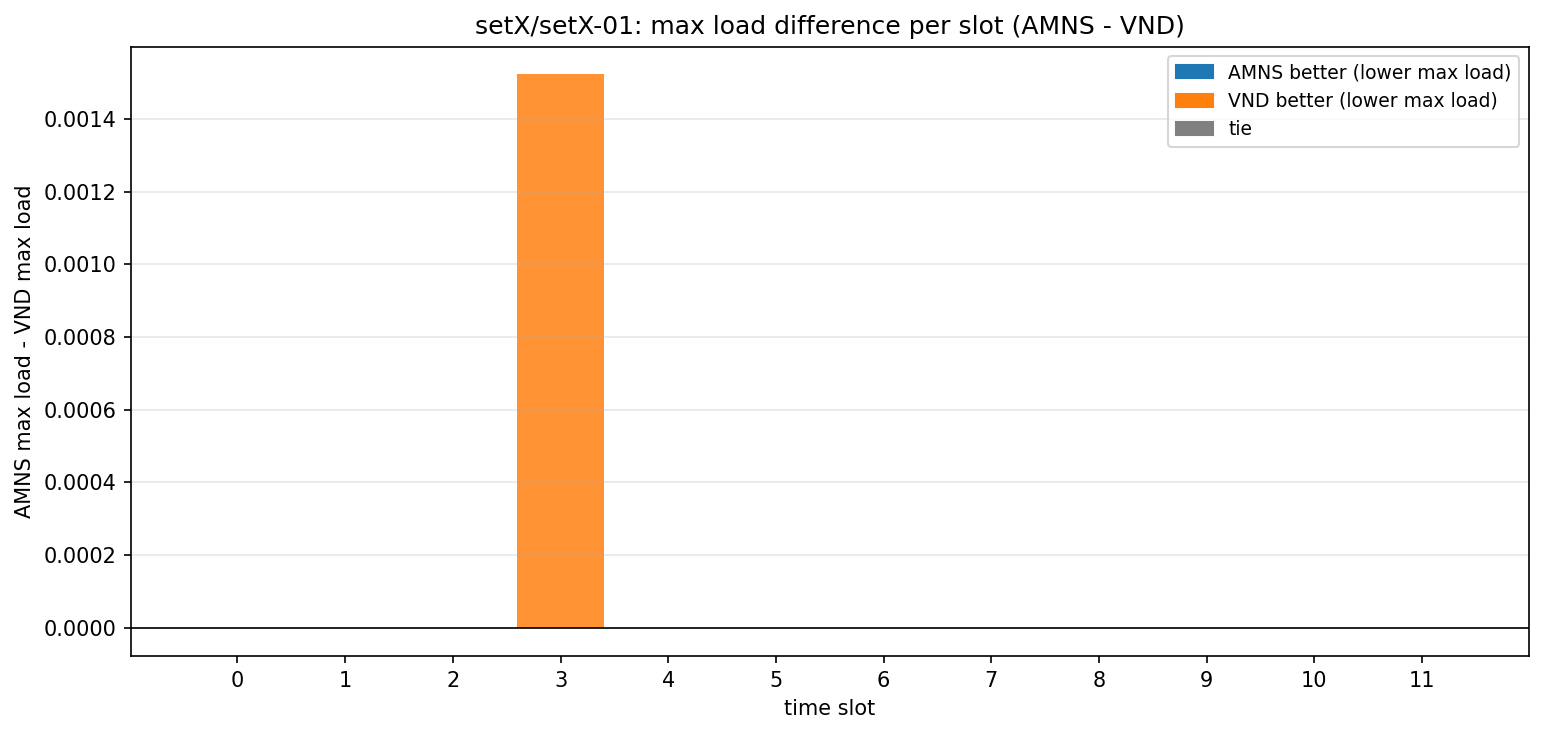 setX/setX-01: max load difference per slot (AMNS - VND)
AMNS better (lower max load)
VND better (lower max load)
tie
AMNS max load - VND max load
0.0014
0.0012
0.0010
0.0008
0.0006
0.0004
0.0002
0.0000
0 1 2 3 4 5 6 7 8 9 10 11
time slot